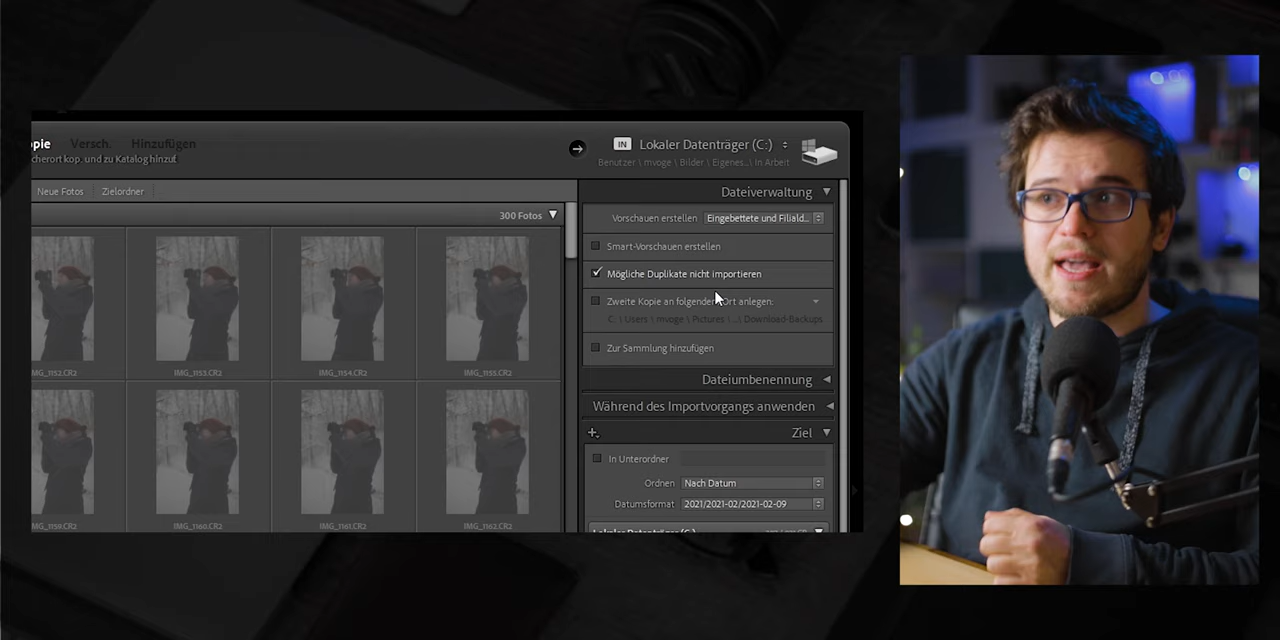 opie Versch. Hinzufügen
cherort kop. und zu Katalog hinzuf.
IN Lokaler Datenträger (C:)
Benutzer \ mvoge \ Bilder \ Eigenes...\ In Arbeit
Neue Fotos Zielordner
300 Fotos
Dateiverwaltung
Vorschauen erstellen Eingebettete und Filiald...
Smart-Vorschauen erstellen
Mögliche Duplikate nicht importieren
Zweite Kopie an folgendem Ort anlegen:
C: \ Users \ mvoge \ Pictures \ ...\ Download-Backups
Zur Sammlung hinzufügen
IMG_1152.CR2 IMG_1153.CR2 IMG_1154.CR2 IMG_1155.CR2
Dateiumbenennung
Während des Importvorgangs anwenden
Ziel
In Unterordner
Ordnen Nach Datum
Datumsformat 2021/2021-02/2021-02-09
IMG_1159.CR2 IMG_1160.CR2 IMG_1161.CR2 IMG_1162.CR2
Lokaler Datenträger (C:)